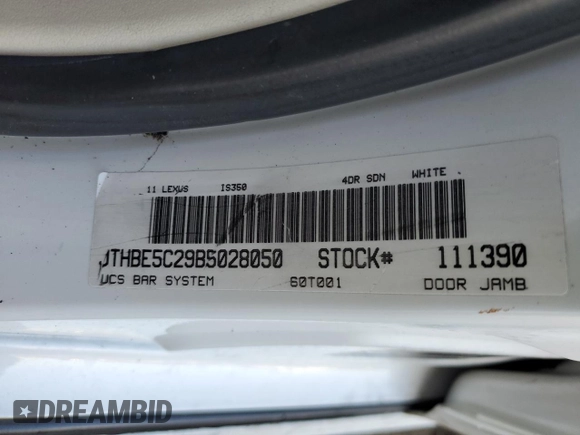 11 LEXUS IS350 4DR SDN WHITE
JTHBE5C29B5028050 STOCK# 111390
UCS BAR SYSTEM 60T001 DOOR JAMB
DREAMBID